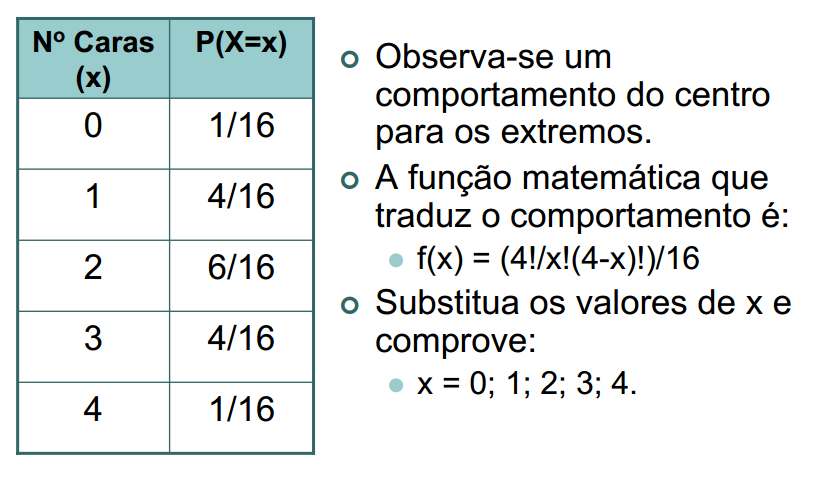 Nº Caras P(X=x)
(x)
0 1/16
1 4/16
2 6/16
3 4/16
4 1/16
Observa-se um
comportamento do centro
para os extremos.
A função matemática que
traduz o comportamento é:
f(x) = (4!/x!(4-x)!)/16
Substitua os valores de x e
comprove:
x = 0; 1; 2; 3; 4.